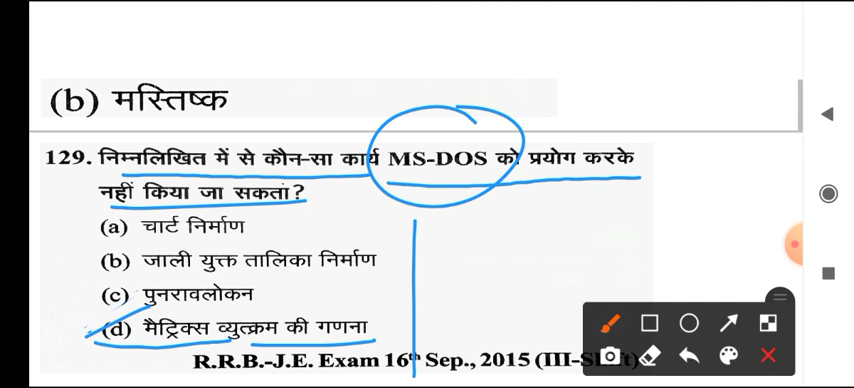 (b) मस्तिष्क
129. निम्नलिखित में से कौन-सा कार्य MS-DOS को प्रयोग करके
नहीं किया जा सकता?
(a) चार्ट निर्माण
(b) जाली युक्त तालिका निर्माण
(c) पुनरावलोकन
(d) मैट्रिक्स व्युत्क्रम की गणना
R.R.B.-J.E. Exam 16th Sep., 2015 (III-Shift)